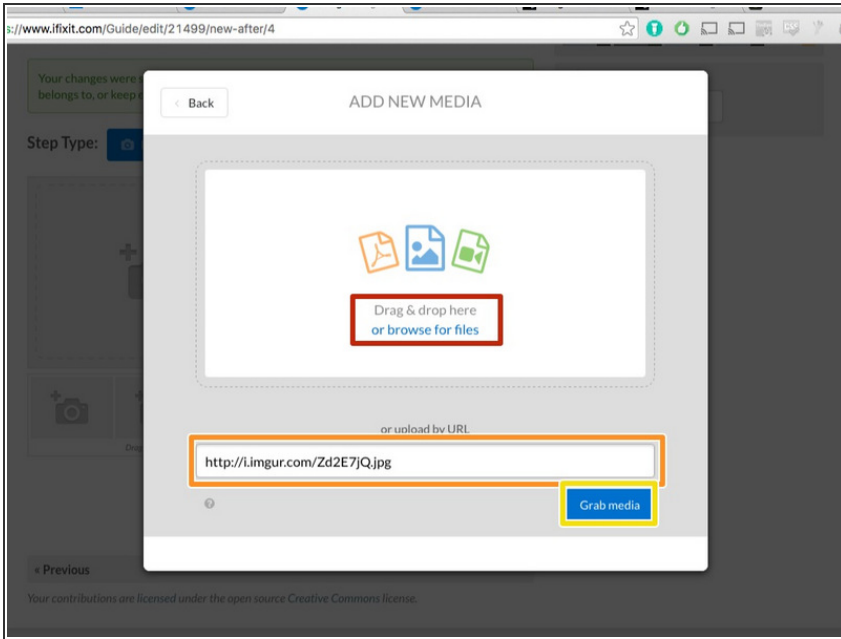 s://www.ifixit.com/Guide/edit/21499/new-after/4
Your changes were
belongs to, or keep
Back
ADD NEW MEDIA
Step Type:
Drag & drop here
or browse for files
or upload by URL
http://i.imgur.com/Zd2E7jQ.jpg
Grab media
« Previous
Your contributions are licensed under the open source Creative Commons license.